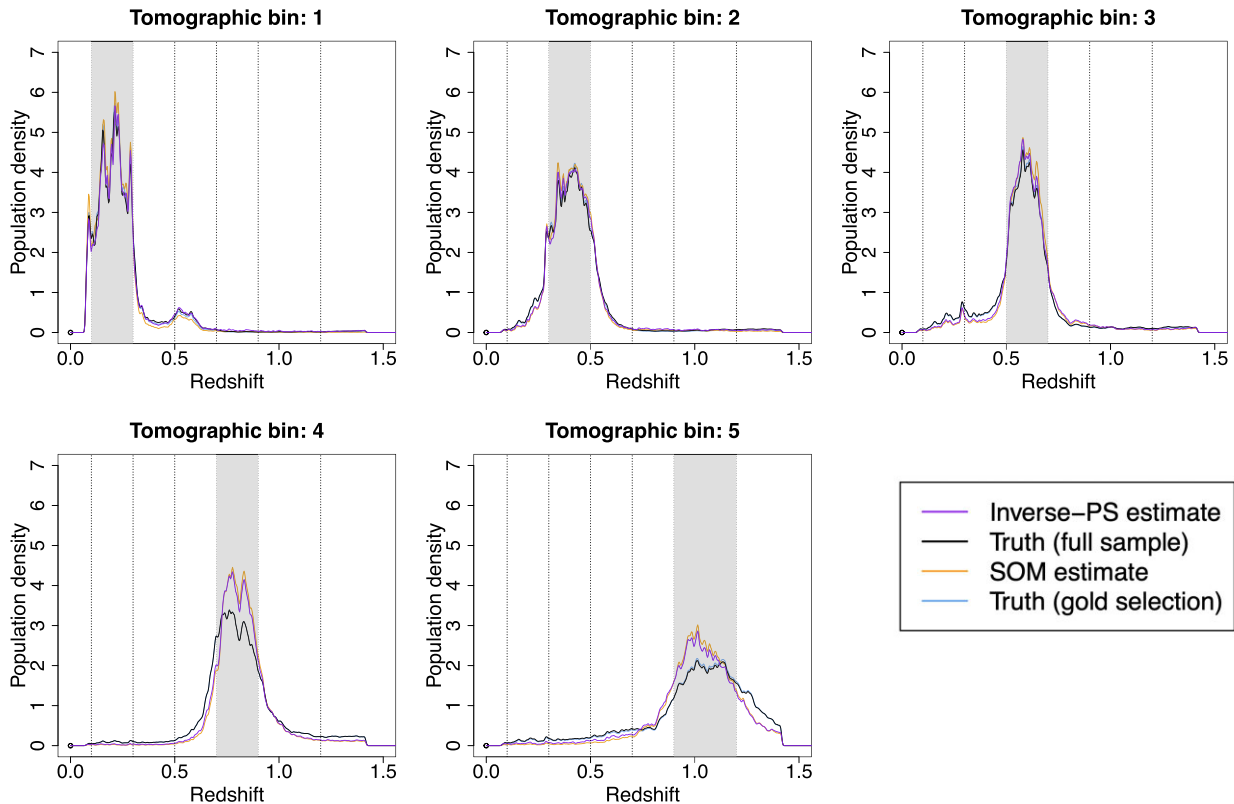 Tomographic bin: 1
Population density
0 1 2 3 4 5 6 7
0.0 0.5 1.0 1.5
Redshift
Tomographic bin: 2
Population density
0 1 2 3 4 5 6 7
0.0 0.5 1.0 1.5
Redshift
Tomographic bin: 3
Population density
0 1 2 3 4 5 6 7
0.0 0.5 1.0 1.5
Redshift
Tomographic bin: 4
Population density
0 1 2 3 4 5 6 7
0.0 0.5 1.0 1.5
Redshift
Tomographic bin: 5
Population density
0 1 2 3 4 5 6 7
0.0 0.5 1.0 1.5
Redshift
Inverse−PS estimate
Truth (full sample)
SOM estimate
Truth (gold selection)